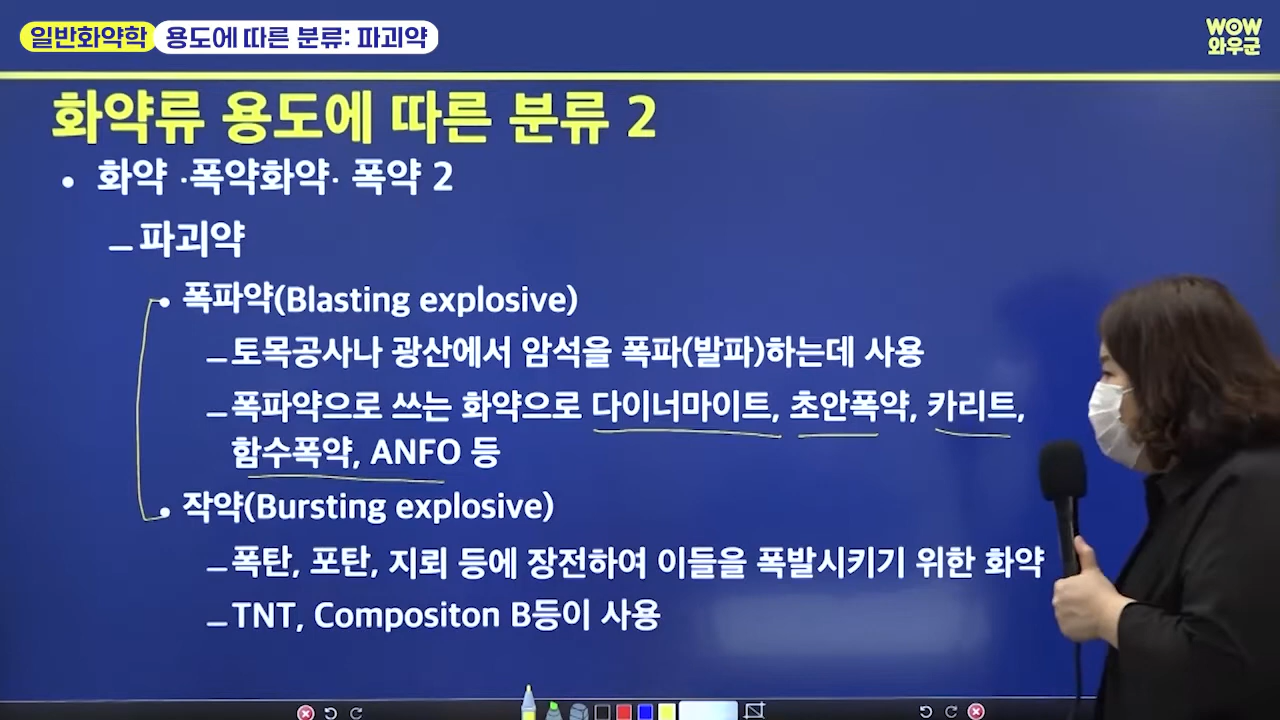 일반화약학 용도에 따른 분류: 파괴약
WOW
와우군
화약류 용도에 따른 분류 2
• 화약 ·폭약화약· 폭약 2
– 파괴약
• 폭파약(Blasting explosive)
– 토목공사나 광산에서 암석을 폭파(발파)하는데 사용
– 폭파약으로 쓰는 화약으로 다이너마이트, 초안폭약, 카리트,
함수폭약, ANFO 등
• 작약(Bursting explosive)
– 폭탄, 포탄, 지뢰 등에 장전하여 이들을 폭발시키기 위한 화약
– TNT, Compositon B등이 사용